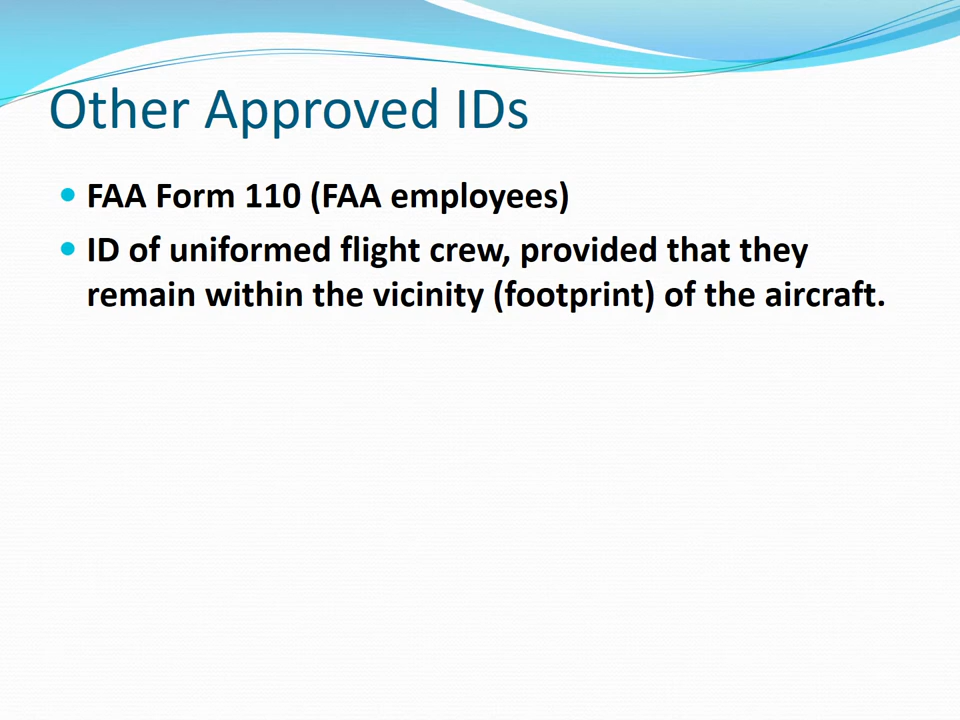 Other Approved IDs
FAA Form 110 (FAA employees)
ID of uniformed flight crew, provided that they
remain within the vicinity (footprint) of the aircraft.